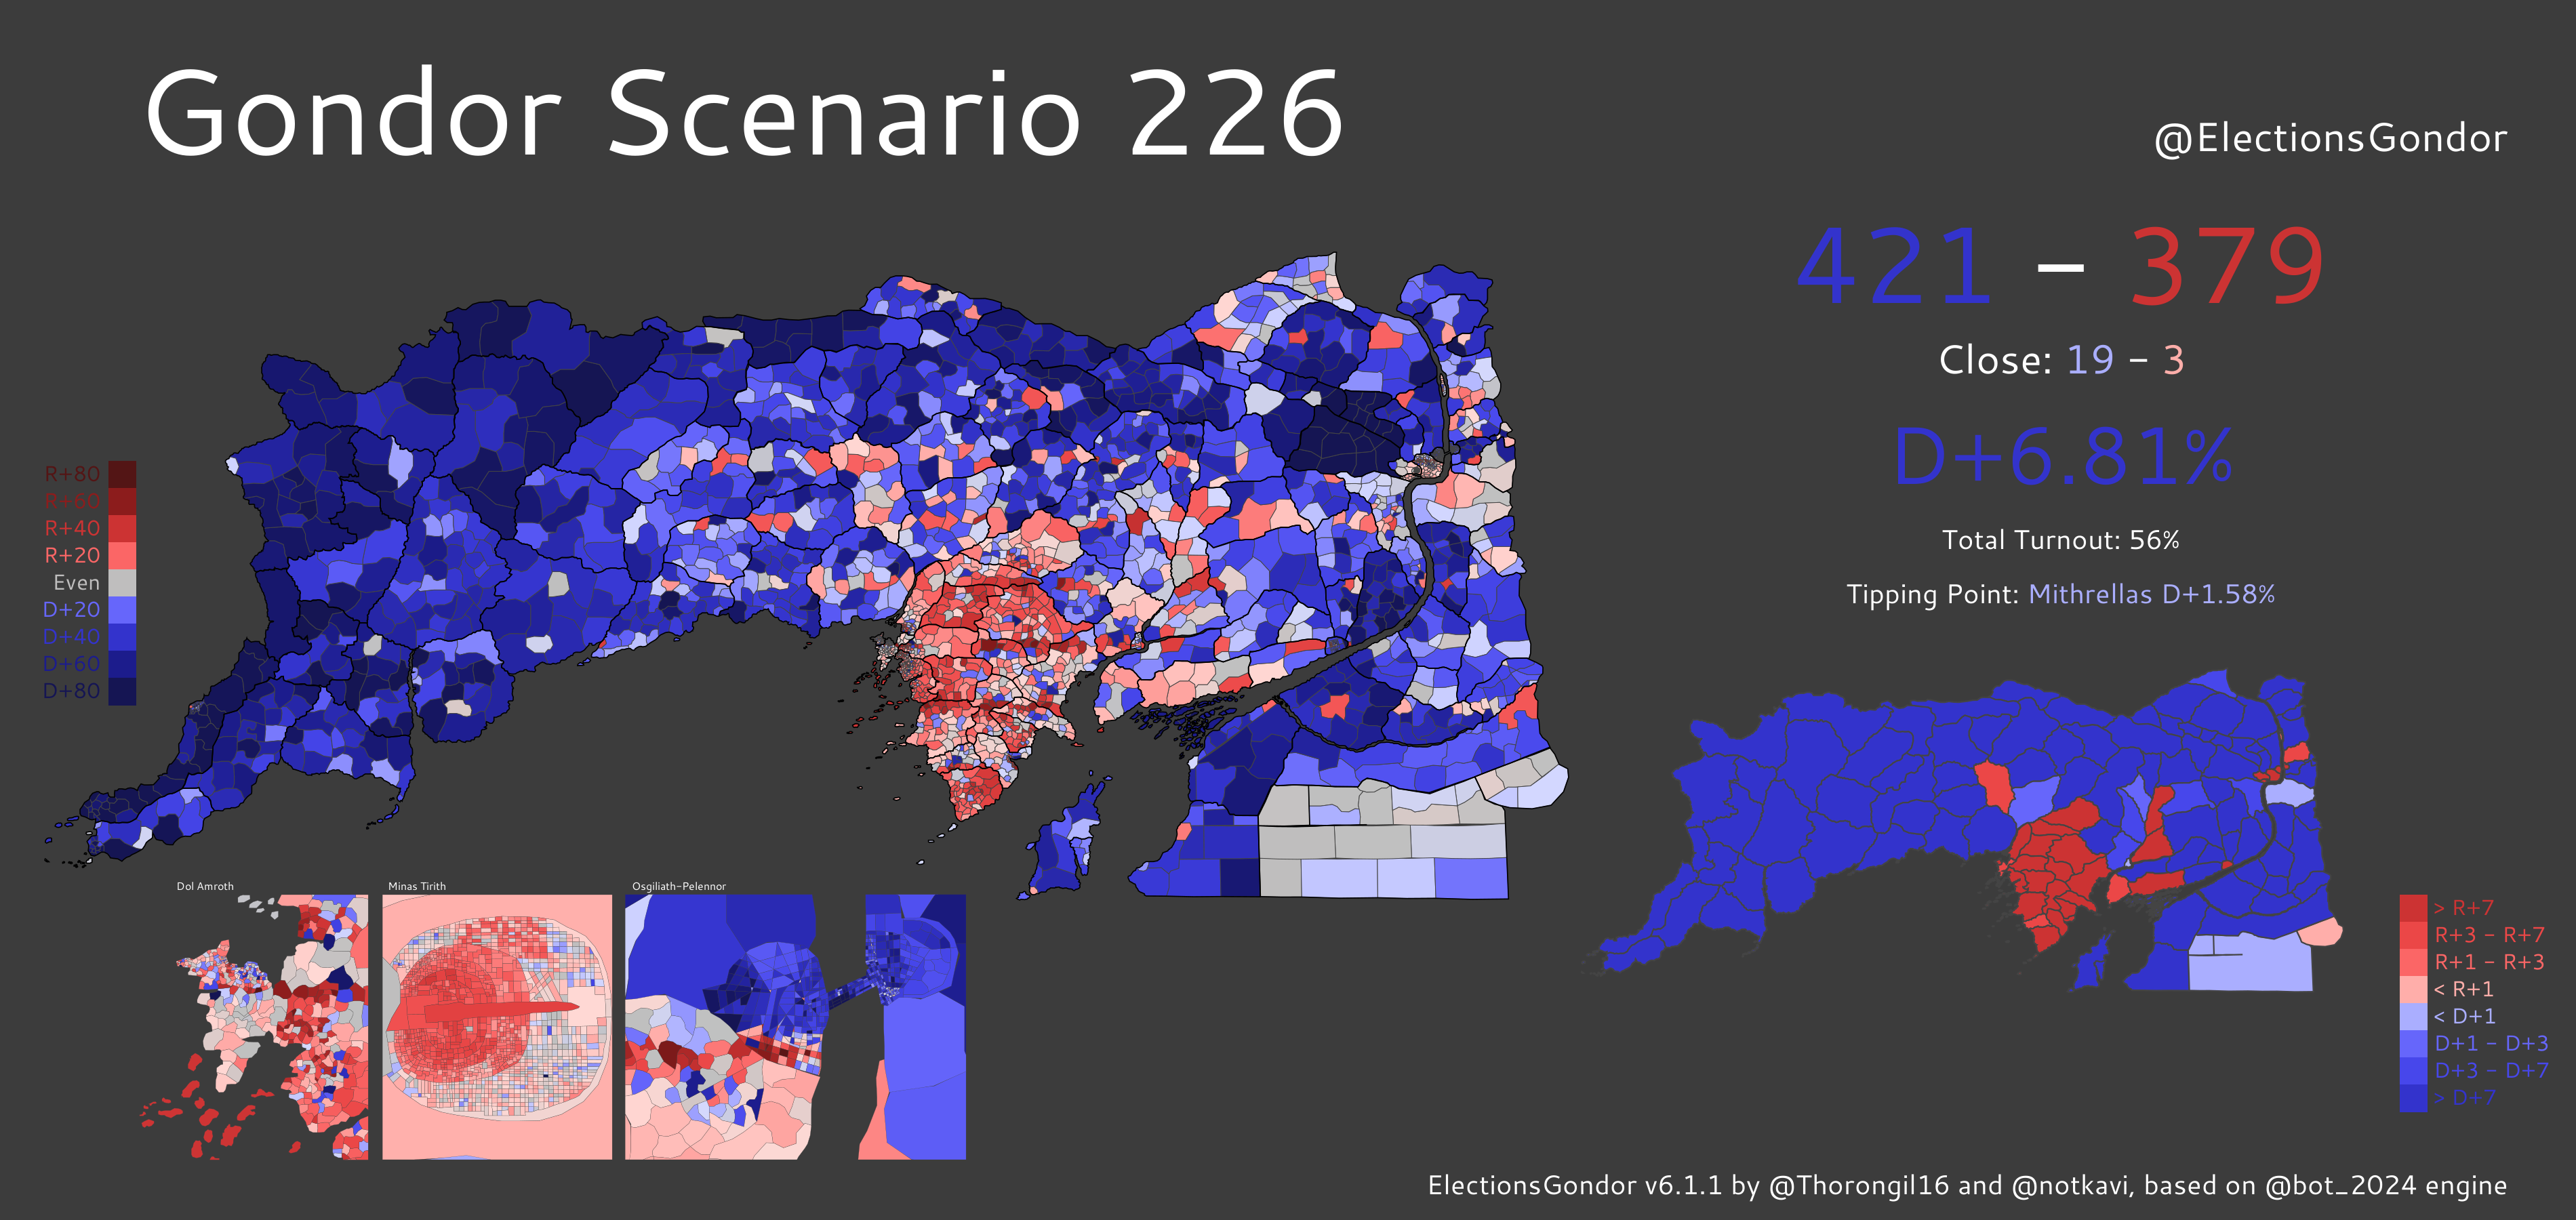 Gondor Scenario 226
@ElectionsGondor
421 – 379
Close: 19 - 3
D+6.81%
Total Turnout: 56%
Tipping Point: Mithrellas D+1.58%
R+80
R+60
R+40
R+20
Even
D+20
D+40
D+60
D+80
Dol Amroth
Minas Tirith
Osgiliath-Pelennor
> R+7
R+3 - R+7
R+1 - R+3
< R+1
< D+1
D+1 - D+3
D+3 - D+7
> D+7
ElectionsGondor v6.1.1 by @Thorongil16 and @notkavi, based on @bot_2024 engine